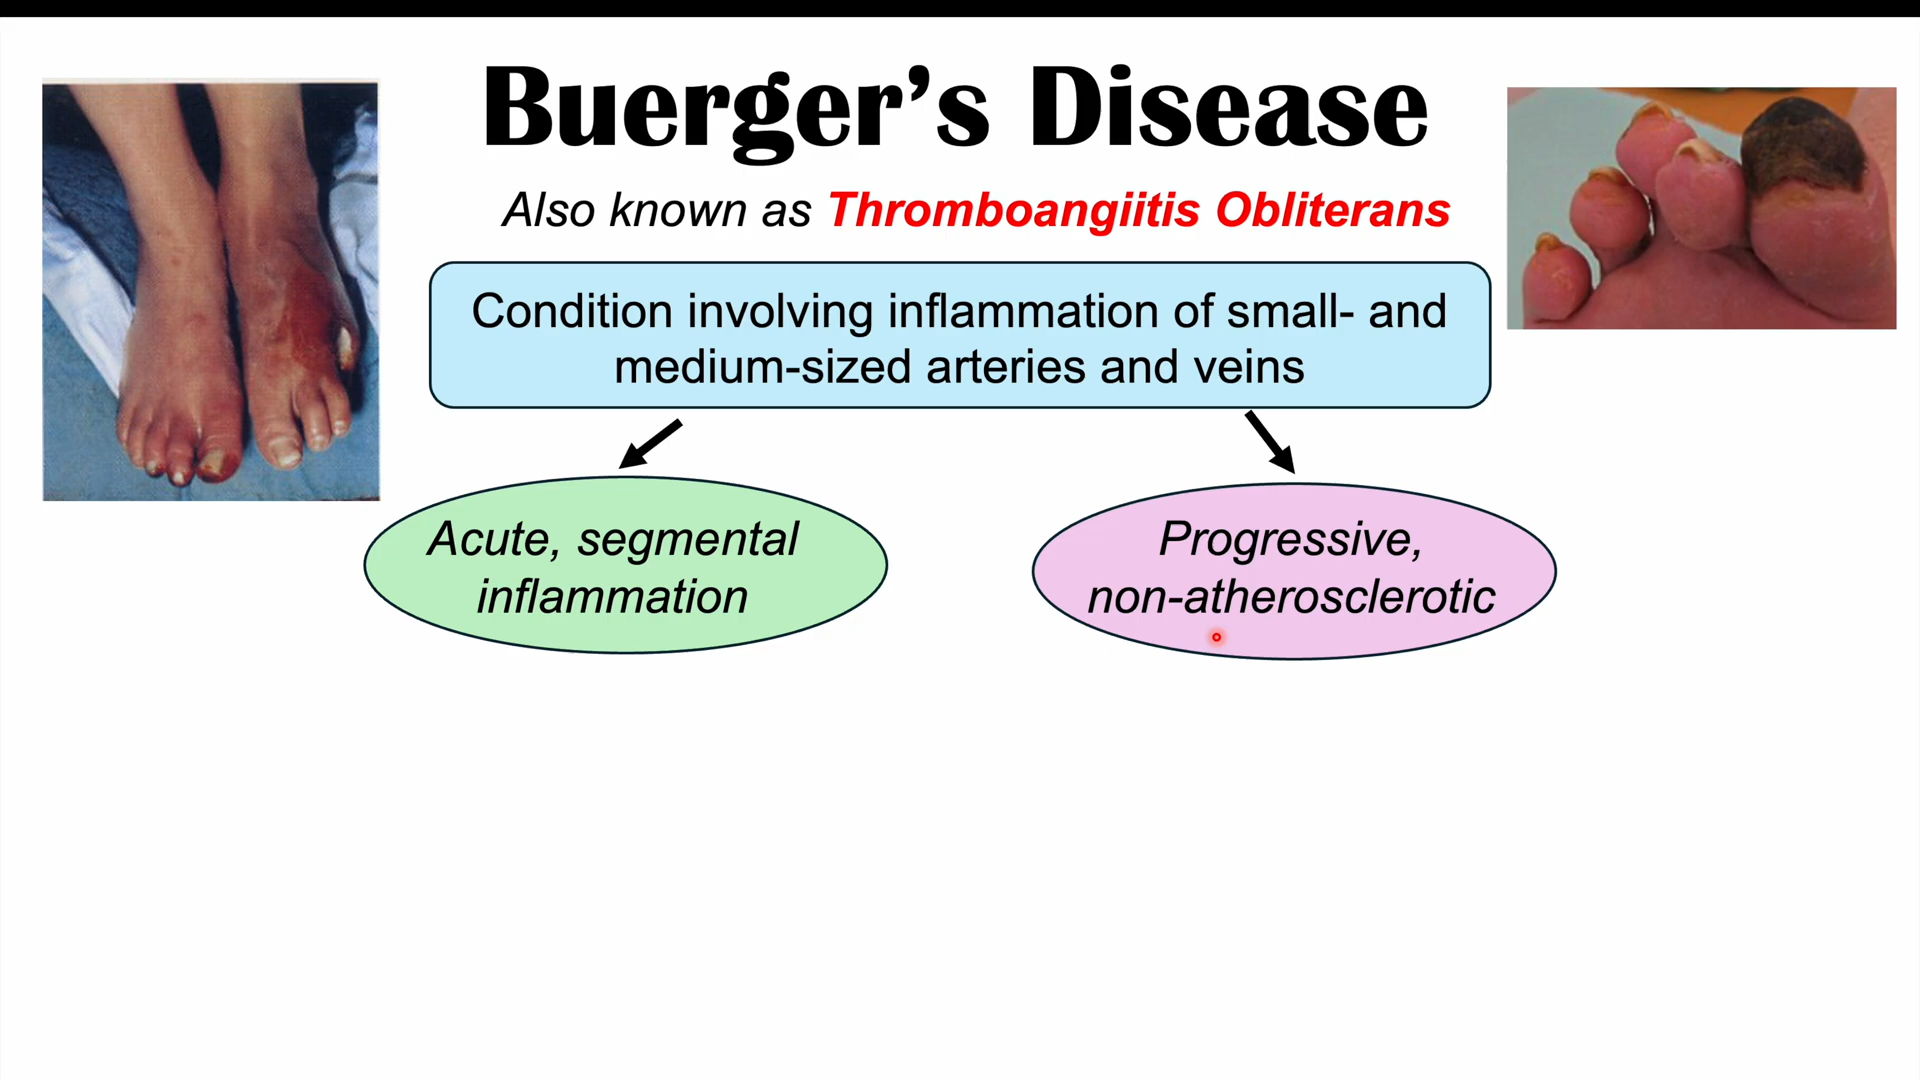 Buerger’s Disease
Also known as Thromboangiitis Obliterans
Condition involving inflammation of small- and
medium-sized arteries and veins
Acute, segmental
inflammation
Progressive,
non-atherosclerotic